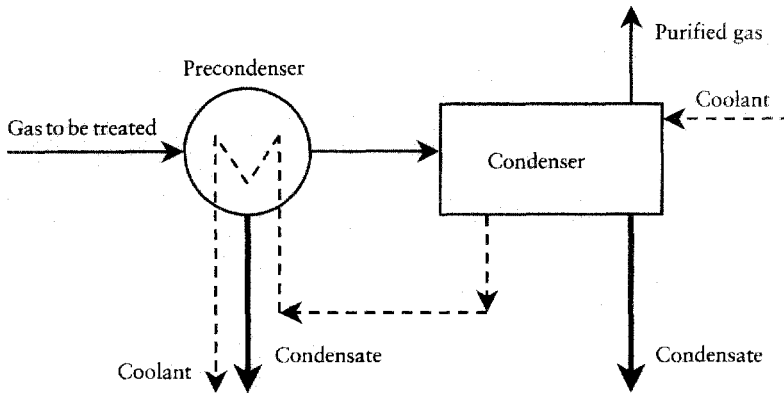 Purified gas
Precondenser
Coolant
Gas to be treated
Condenser
Condensate
Condensate
Coolant